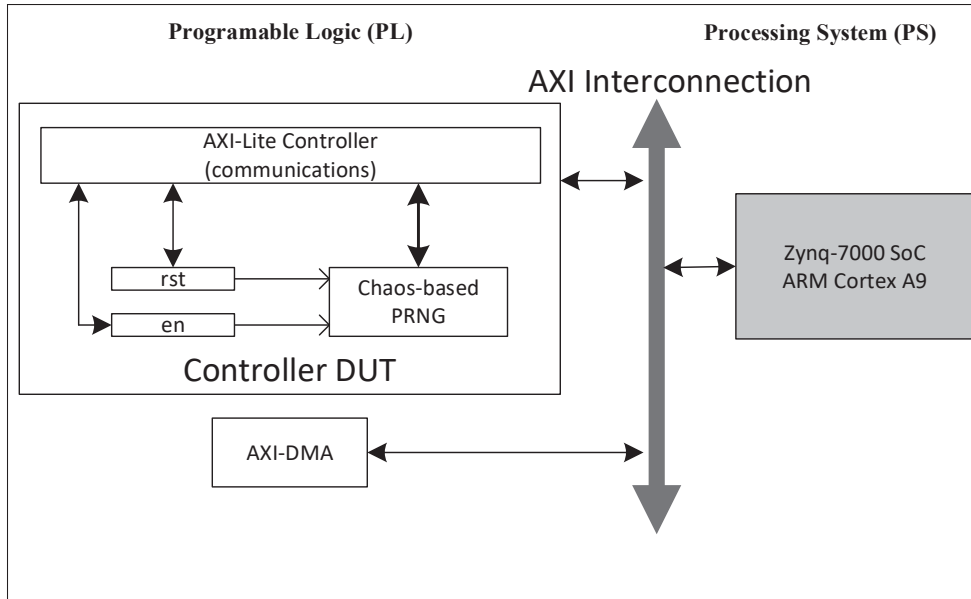 Programable Logic (PL)
Processing System (PS)
AXI Interconnection
AXI-Lite Controller
(communications)
rst
en
Chaos-based
PRNG
Controller DUT
Zynq-7000 SoC
ARM Cortex A9
AXI-DMA